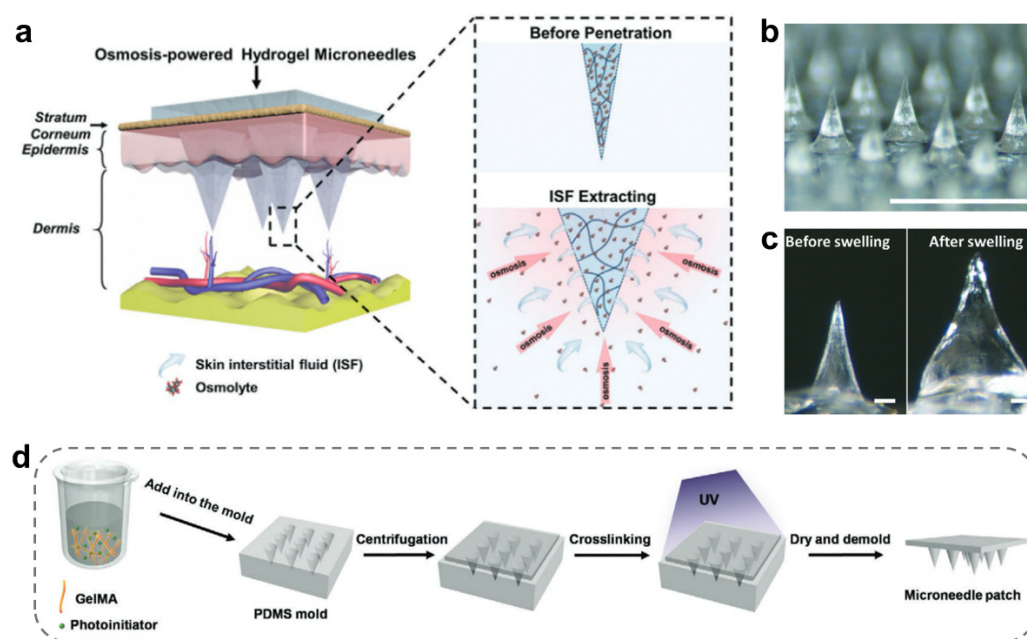 a
Osmosis-powered Hydrogel Microneedles
Stratum
Corneum
Epidermis
Dermis
Skin interstitial fluid (ISF)
Osmolyte
Before Penetration
ISF Extracting
osmosis
osmosis
osmosis
osmosis
osmosis
b
c
Before swelling
After swelling
d
Add into the mold
GelMA
Photoinitiator
PDMS mold
Centrifugation
Crosslinking
UV
Dry and demold
Microneedle patch